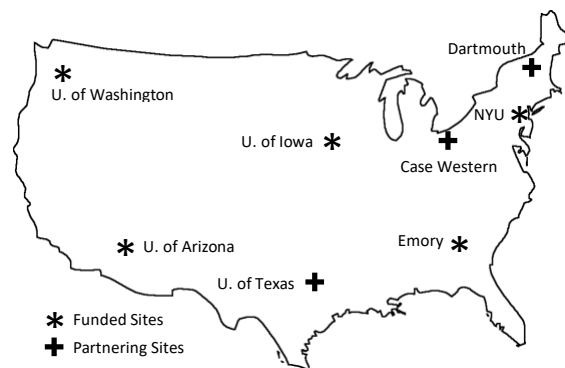 Dartmouth
U. of Washington
NYU
U. of Iowa
Case Western
U. of Arizona
Emory
U. of Texas
Funded Sites
Partnering Sites